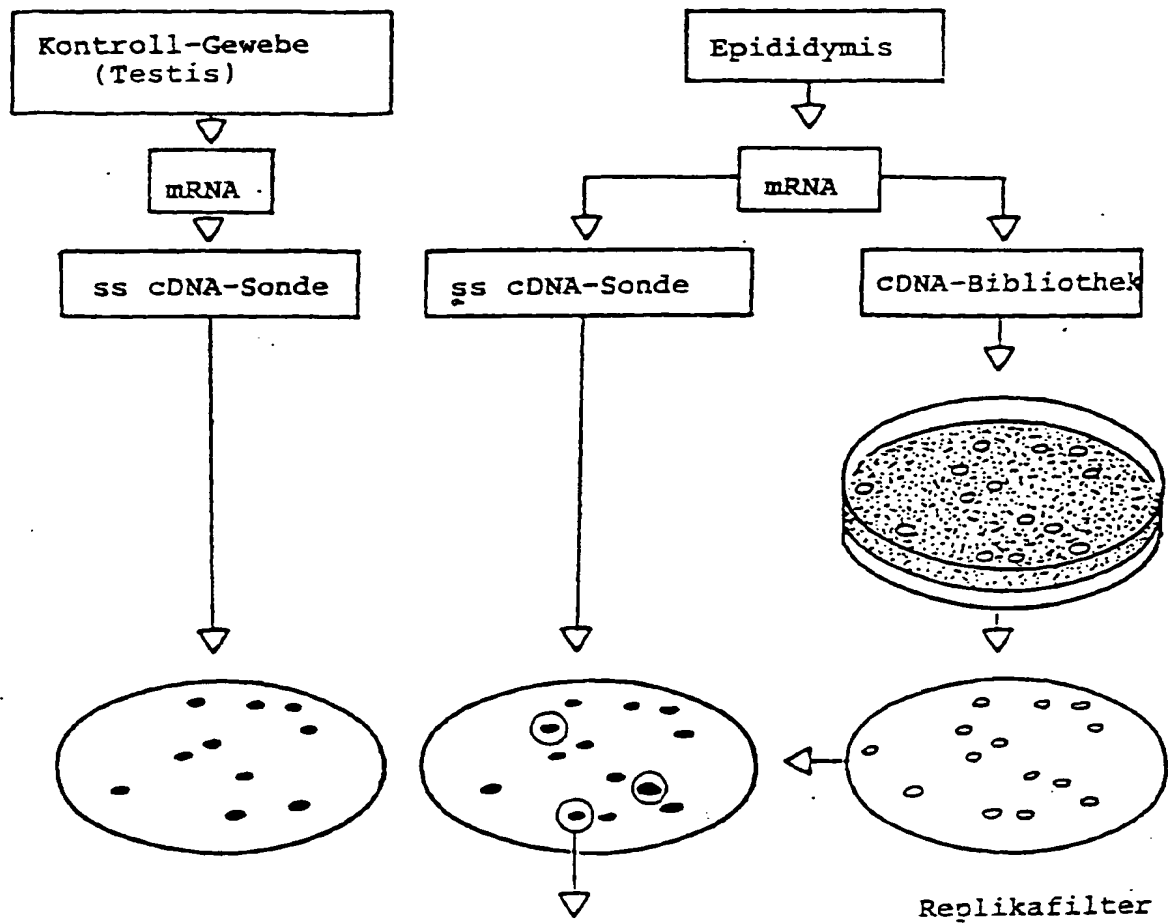 Kontroll-Gewebe
(Testis)
Epididymis
mRNA
mRNA
ss cDNA-Sonde
ss cDNA-Sonde
cDNA-Bibliothek
Replikafilter